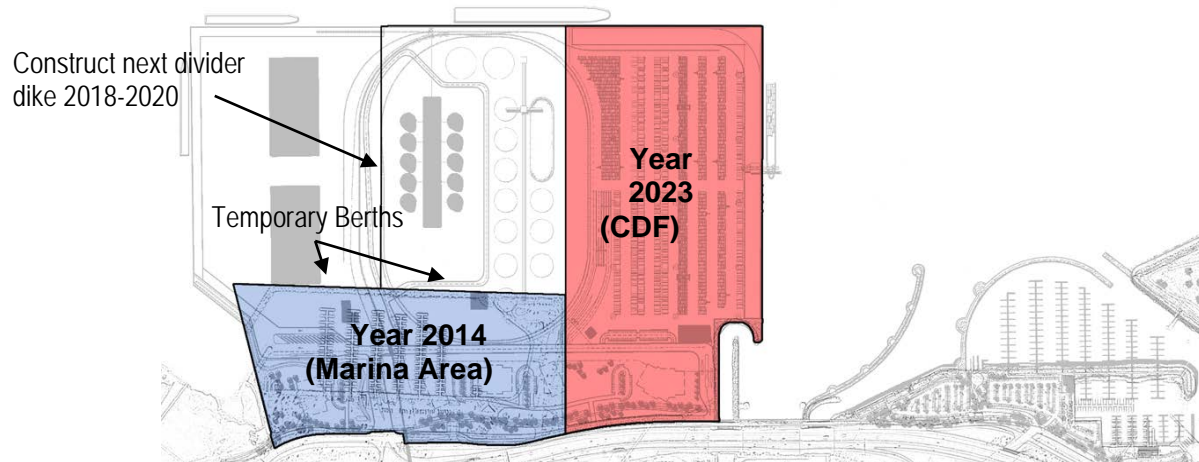 Construct next divider
dike 2018-2020
Temporary Berths
Year
2023
(CDF)
Year 2014
(Marina Area)